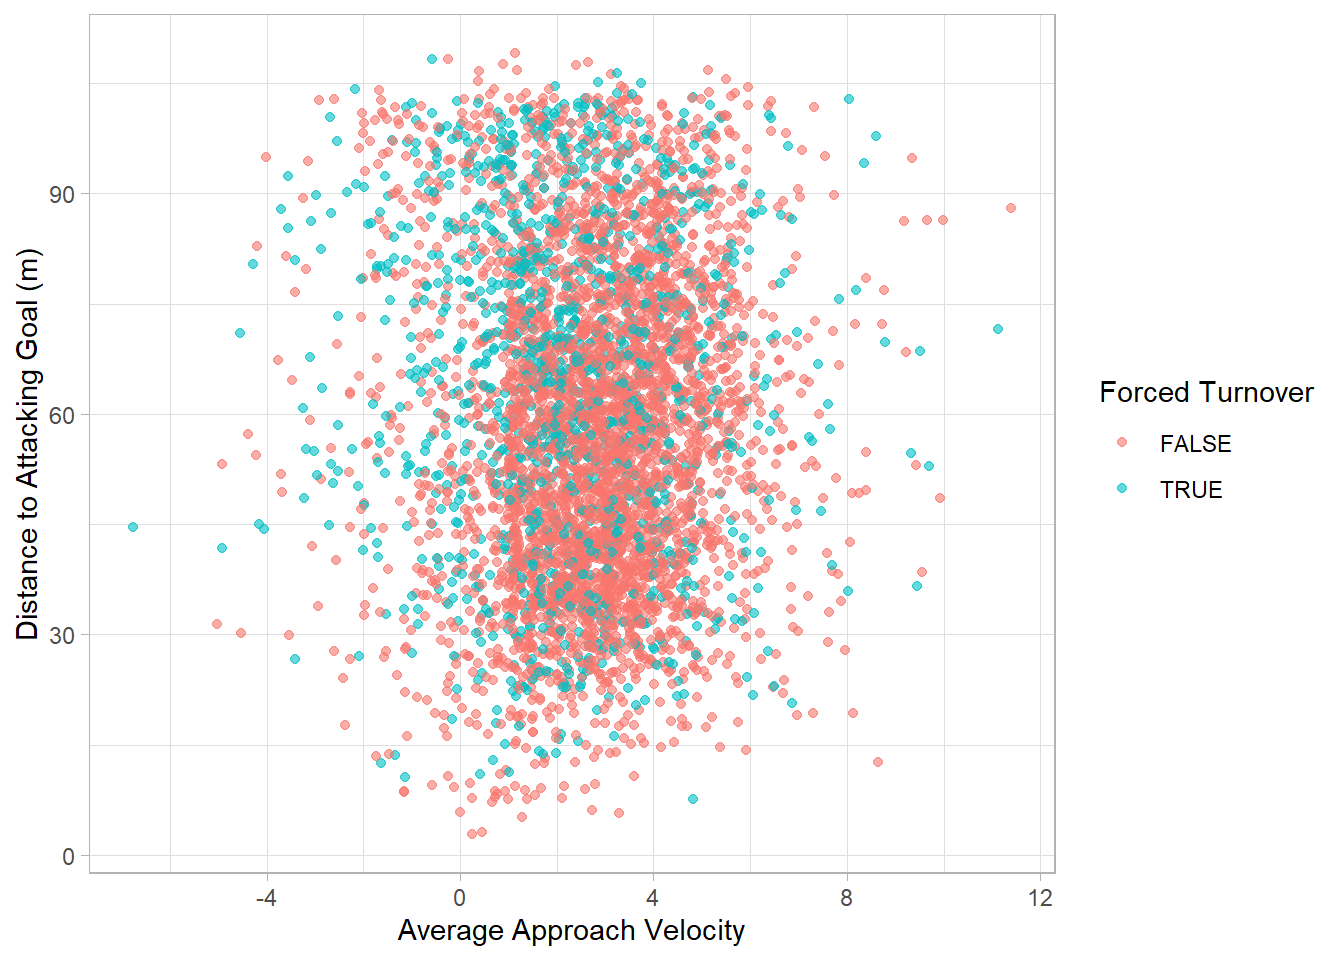 90
60
30
0
-4 0 4 8 12
Average Approach Velocity
Distance to Attacking Goal (m)
Forced Turnover
FALSE
TRUE